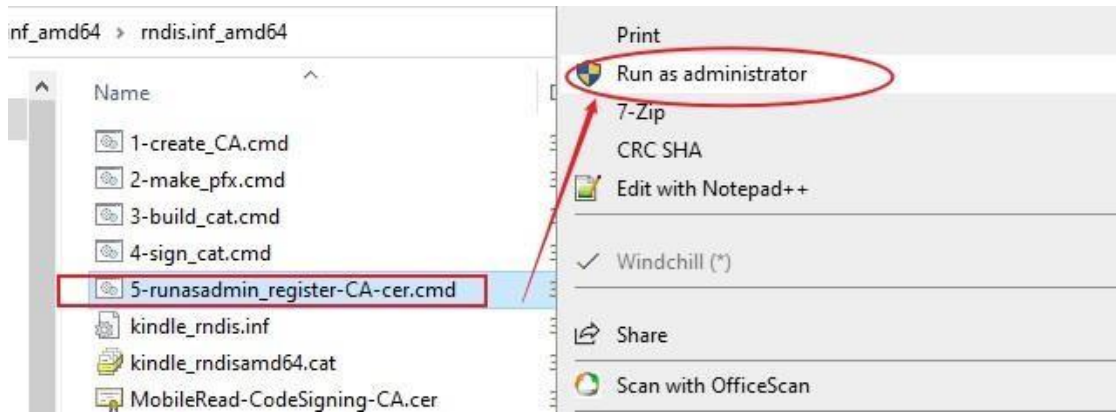 nf_amd64 > rndis.inf_amd64
Name
1-create_CA.cmd
2-make_pfx.cmd
3-build_cat.cmd
4-sign_cat.cmd
5-runasadmin_register-CA-cer.cmd
kindle_rndis.inf
kindle_rndisamd64.cat
MobileRead-CodeSigning-CA.cer
Print
Run as administrator
7-Zip
CRC SHA
Edit with Notepad++
Windchill (*)
Share
Scan with OfficeScan